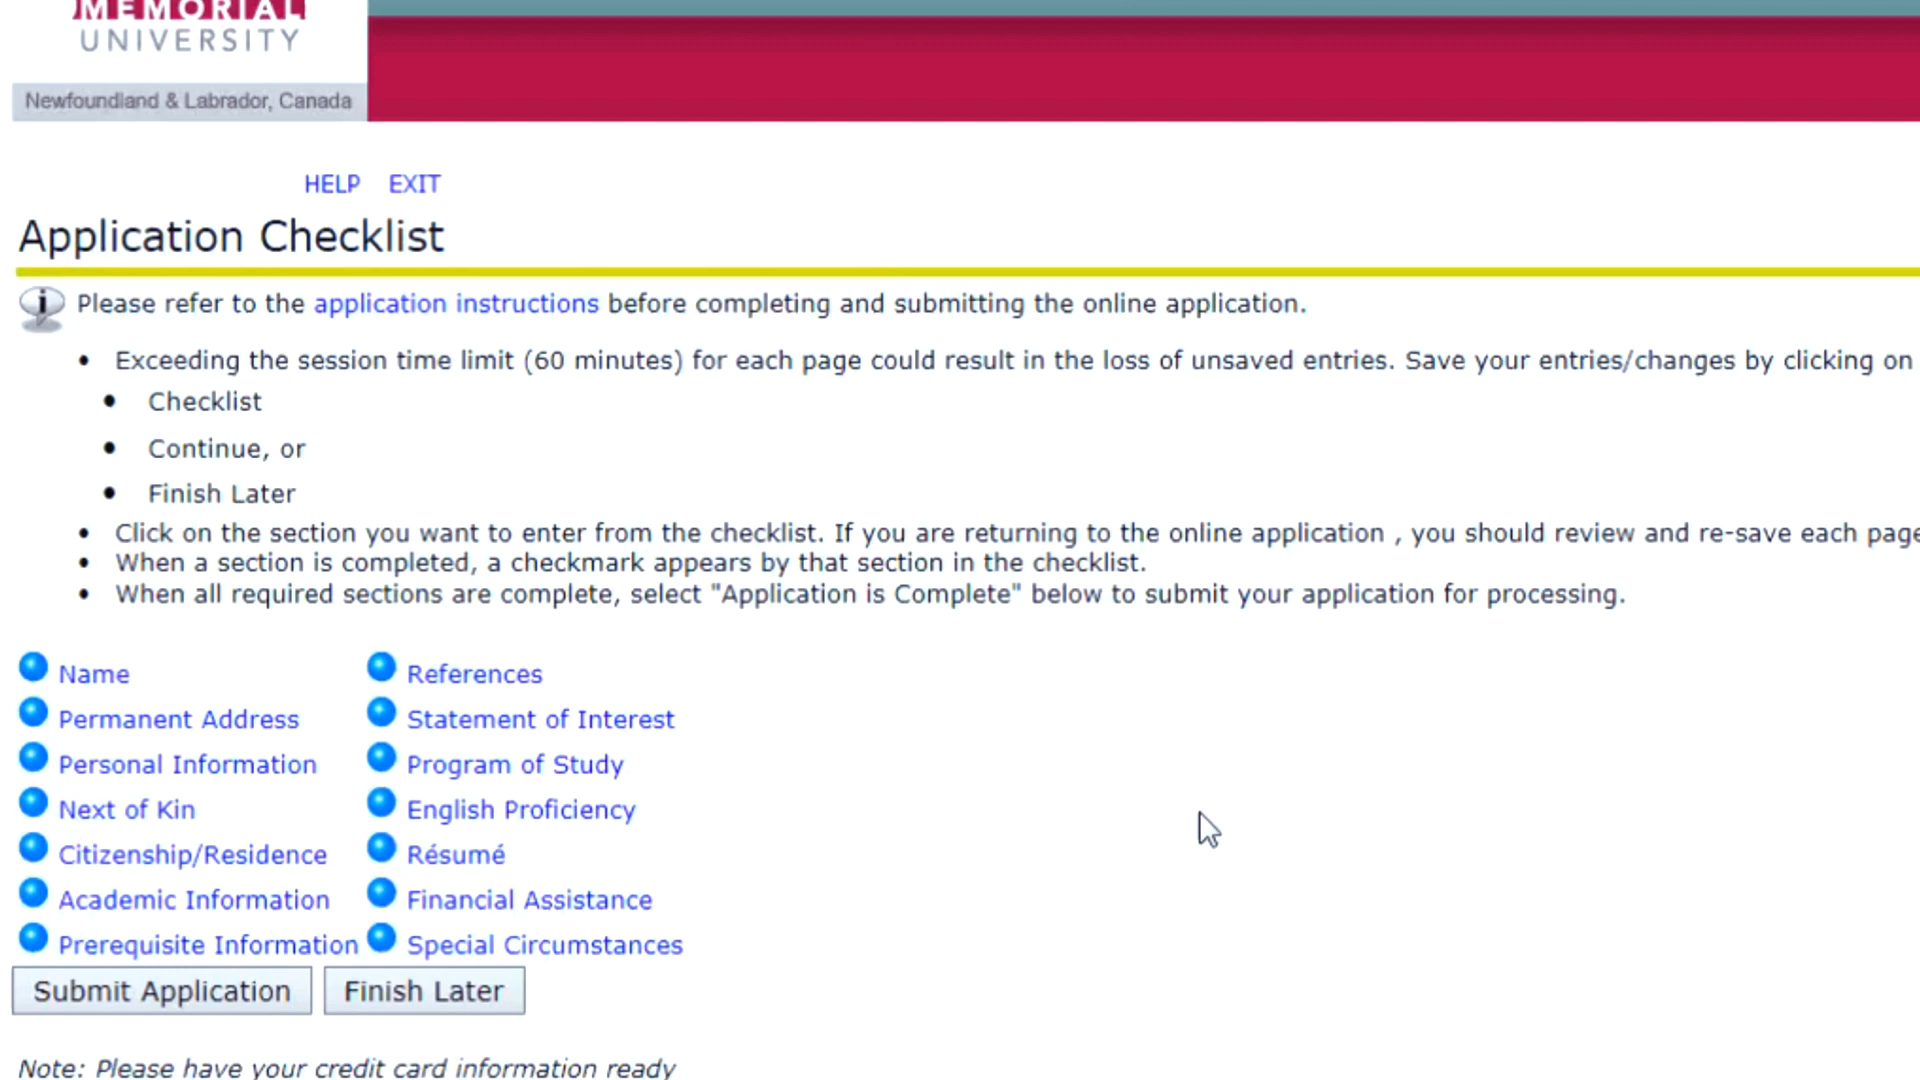 MEMORIAL
UNIVERSITY
Newfoundland & Labrador, Canada
HELP EXIT
Application Checklist
Please refer to the application instructions before completing and submitting the online application.
• Exceeding the session time limit (60 minutes) for each page could result in the loss of unsaved entries. Save your entries/changes by clicking on
• Checklist
• Continue, or
• Finish Later
• Click on the section you want to enter from the checklist. If you are returning to the online application , you should review and re-save each page
• When a section is completed, a checkmark appears by that section in the checklist.
• When all required sections are complete, select "Application is Complete" below to submit your application for processing.
Name References
Permanent Address Statement of Interest
Personal Information Program of Study
Next of Kin English Proficiency
Citizenship/Residence Résumé
Academic Information Financial Assistance
Prerequisite Information Special Circumstances
Submit Application Finish Later
Note: Please have your credit card information ready